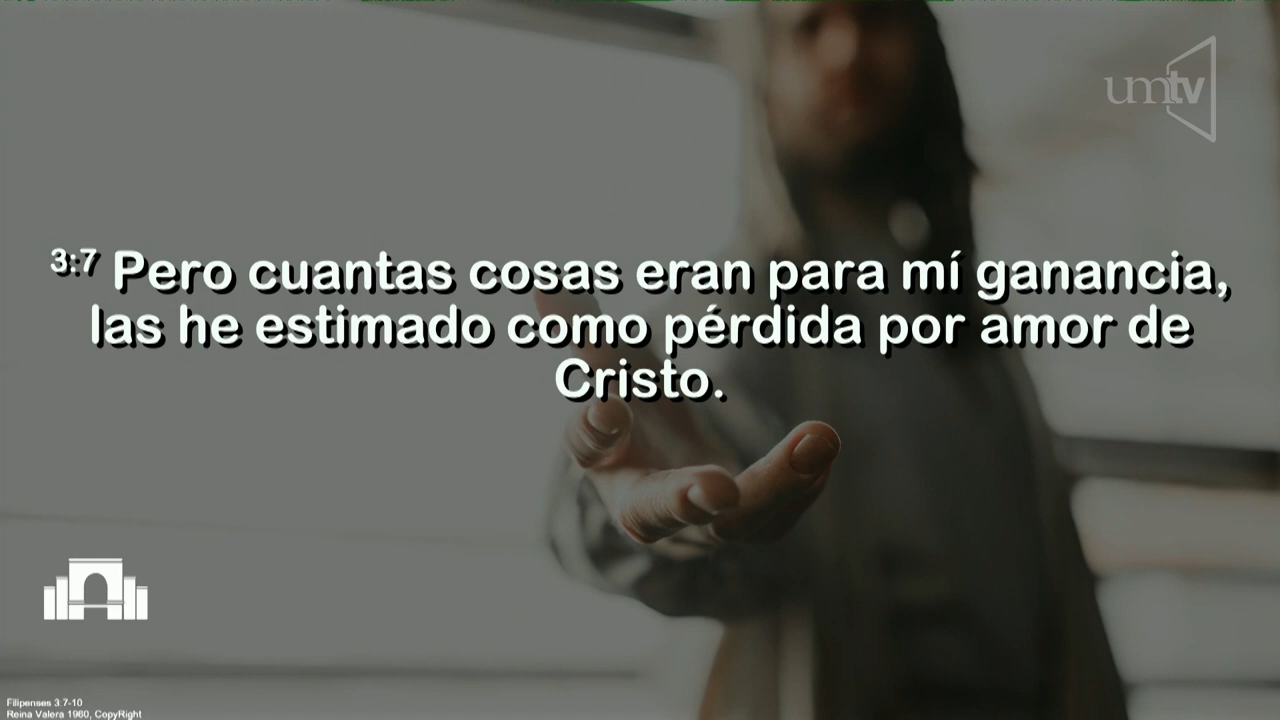 umtv
3:7 Pero cuantas cosas eran para mí ganancia,
las he estimado como pérdida por amor de
Cristo.
Filipenses 3.7-10
Reina Valera 1960, CopyRight